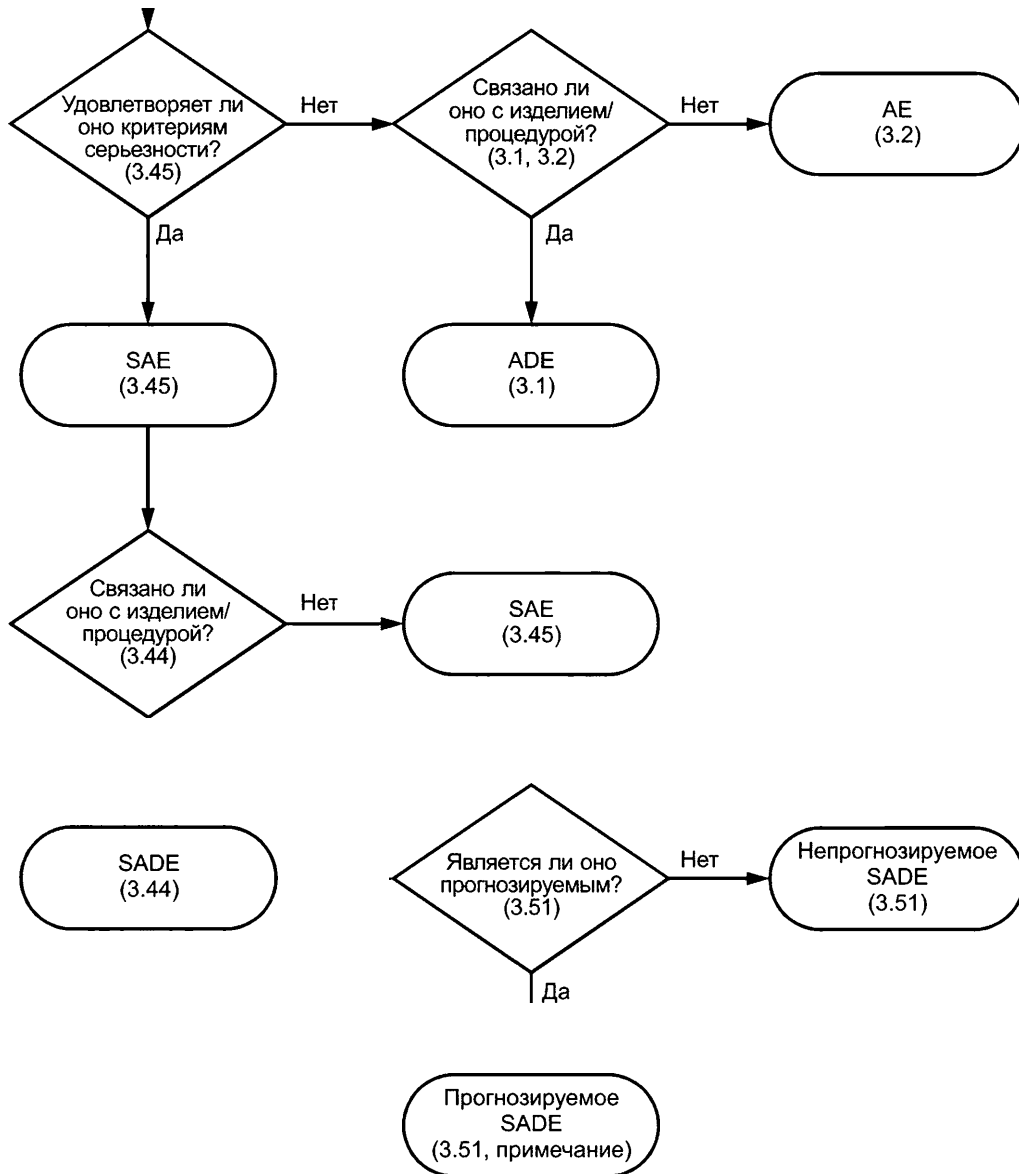 Удовлетворяет ли
оно критериям
серьезности?
(3.45)
Нет
Связано ли
оно с изделием/
процедурой?
(3.1, 3.2)
Нет
AE
(3.2)
Да
Да
SAE
(3.45)
ADE
(3.1)
Связано ли
оно с изделием/
процедурой?
(3.44)
Нет
SAE
(3.45)
SADE
(3.44)
Является ли оно
прогнозируемым?
(3.51)
Нет
Непрогнозируемое
SADE
(3.51)
Да
Прогнозируемое
SADE
(3.51, примечание)